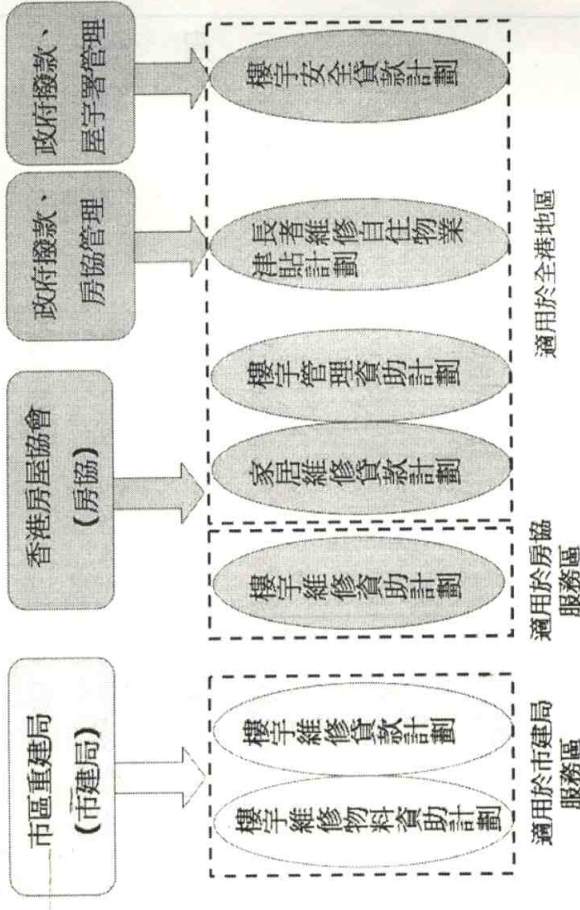 市區重建局
(市建局)
香港房屋協會
(房協)
政府撥款、
房協管理
政府撥款、
屋宇署管理
樓宇維修物料資助計劃
樓宇維修貸款計劃
樓宇維修資助計劃
家居維修貸款計劃
樓宇管理資助計劃
長者維修自住物業
津貼計劃
樓宇安全貸款計劃
適用於市建局
服務區
適用於房協
服務區
適用於全港地區